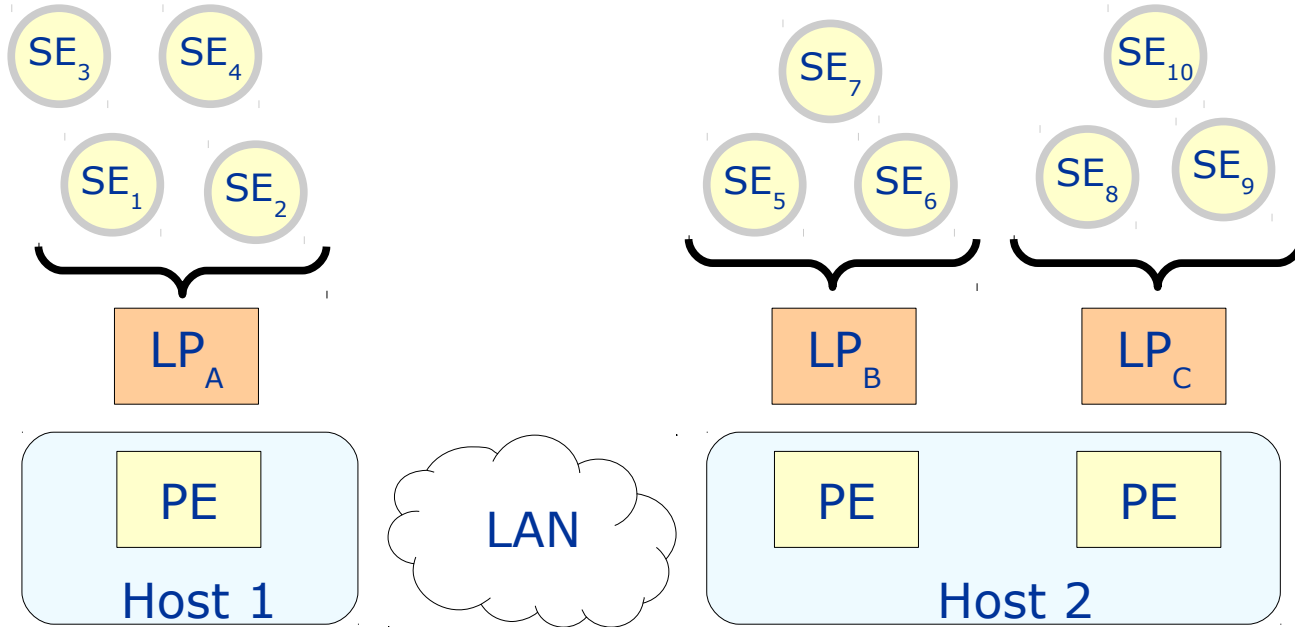 SE3 SE4 SE7 SE10
SE1 SE2 SE5 SE6 SE8 SE9
LPA LPB LPC
PE PE PE
LAN
Host 1 Host 2